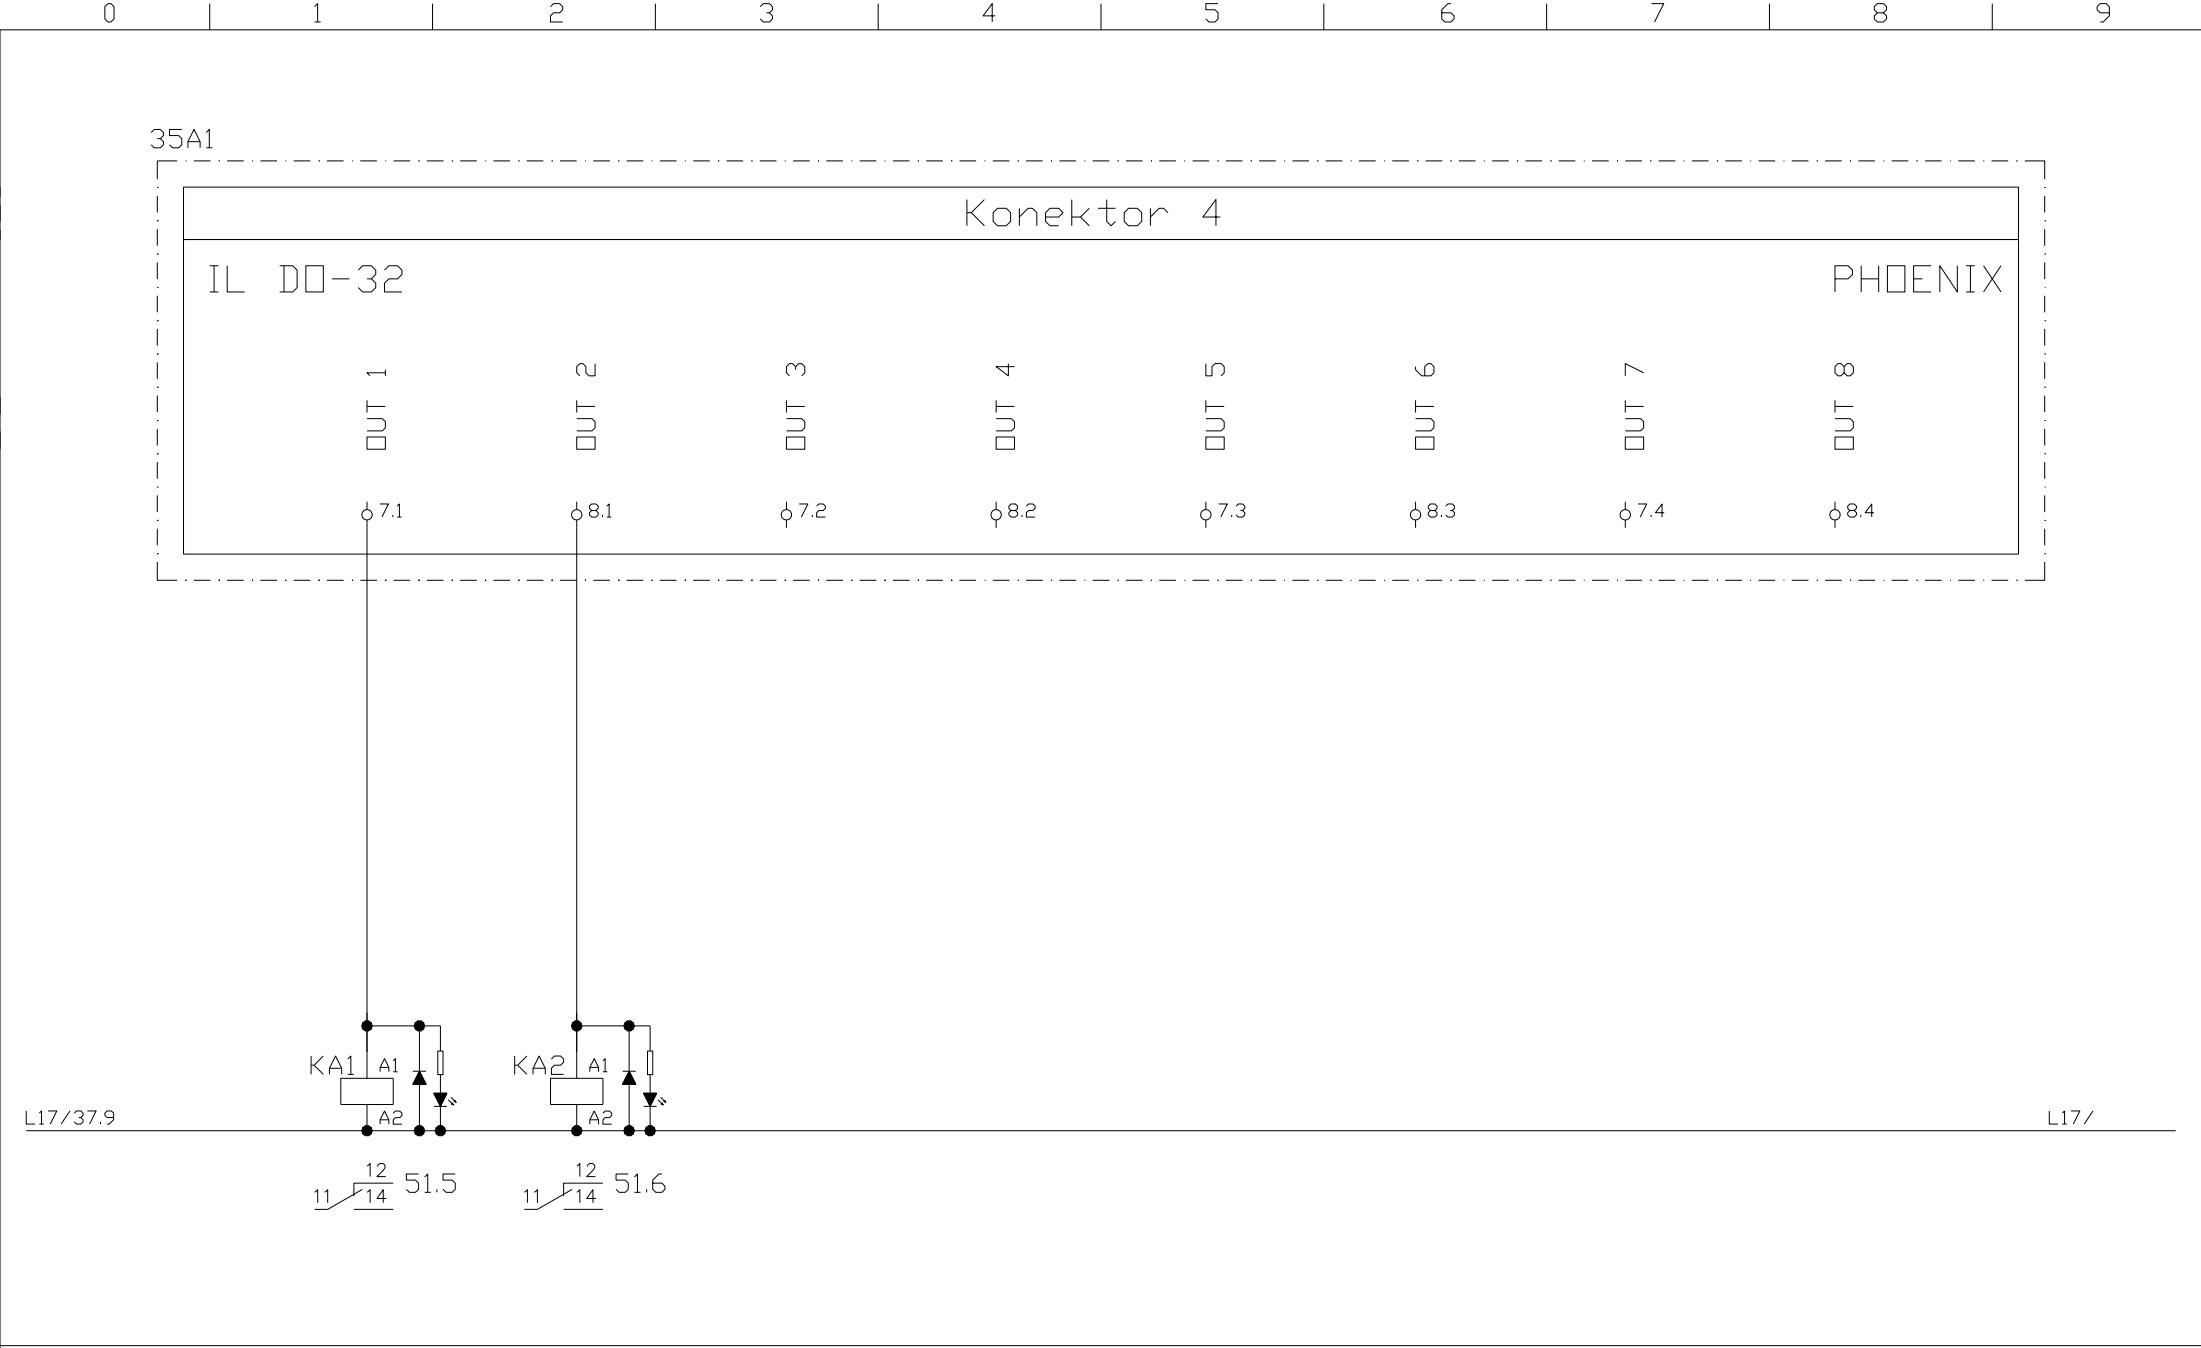 0 1 2 3 4 5 6 7 8 9
35A1
Konektor 4
IL DO-32 PHOENIX
OUT 1 OUT 2 OUT 3 OUT 4 OUT 5 OUT 6 OUT 7 OUT 8
7.1 8.1 7.2 8.2 7.3 8.3 7.4 8.4
KA1 A1 KA2 A1
L17/37.9 A2 A2 L17/
12 51.5 12 51.6
11 14 11 14